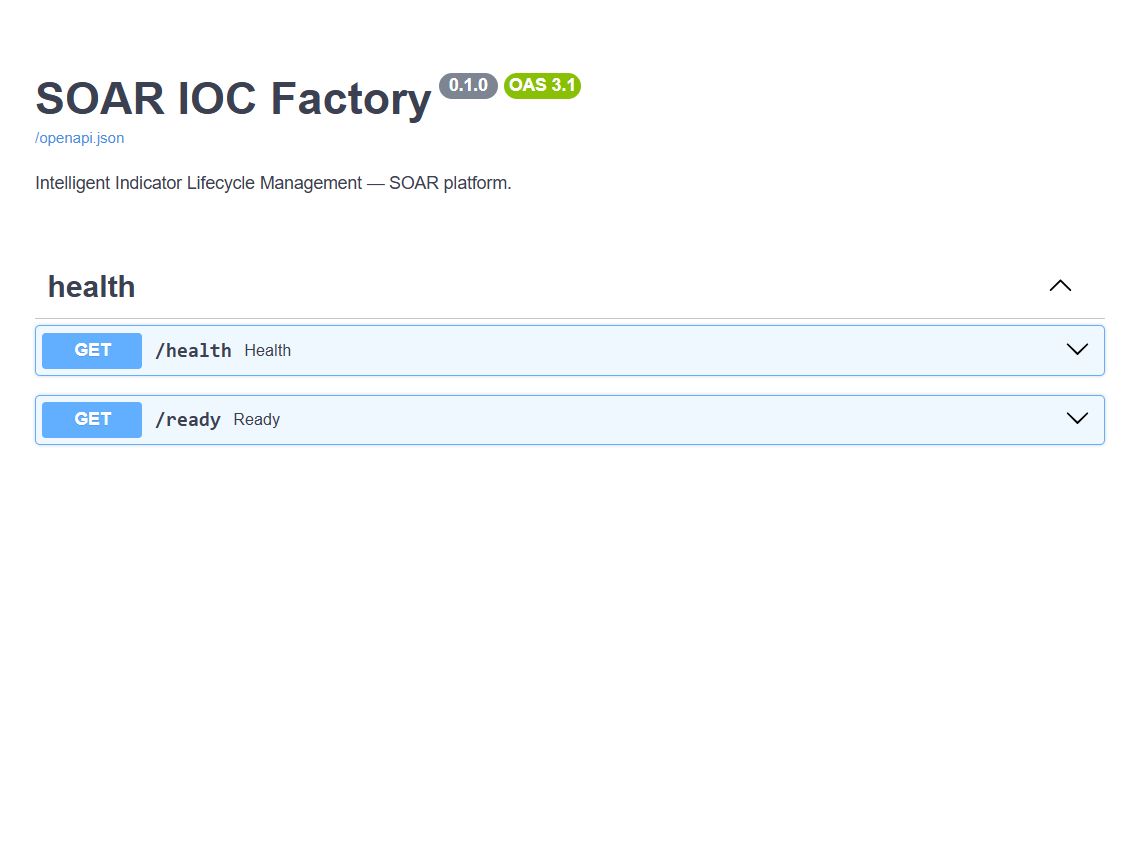 SOAR IOC Factory 0.1.0 OAS 3.1
/openapi.json
Intelligent Indicator Lifecycle Management — SOAR platform.
health
GET /health Health
GET /ready Ready